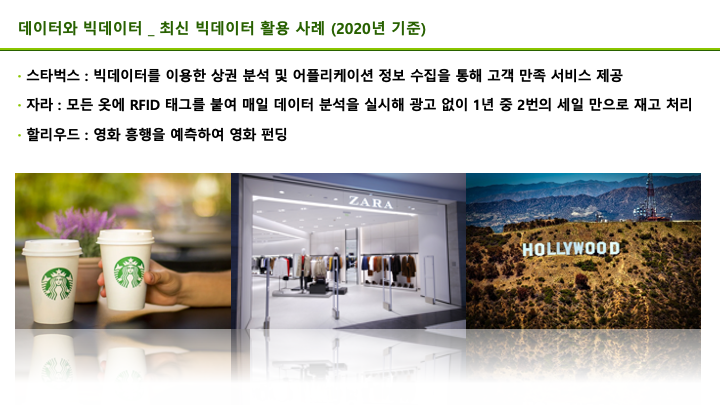 데이터와 빅데이터 _ 최신 빅데이터 활용 사례 (2020년 기준)
· 스타벅스 : 빅데이터를 이용한 상권 분석 및 어플리케이션 정보 수집을 통해 고객 만족 서비스 제공
· 자라 : 모든 옷에 RFID 태그를 붙여 매일 데이터 분석을 실시해 광고 없이 1년 중 2번의 세일 만으로 재고 처리
· 할리우드 : 영화 흥행을 예측하여 영화 펀딩
ZARA
HOLLYWOOD